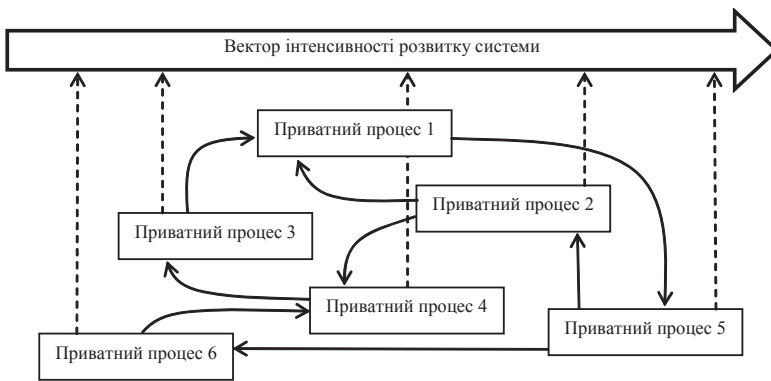 Вектор інтенсивності розвитку системи
Приватний процес 1
Приватний процес 2
Приватний процес 3
Приватний процес 4
Приватний процес 5
Приватний процес 6